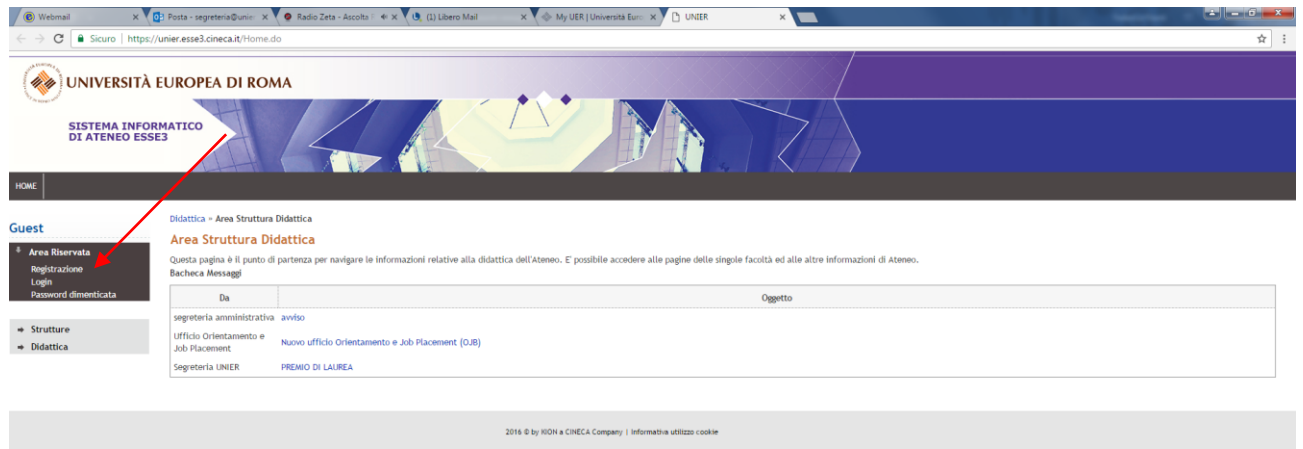 Webmail
Posta - segreteria@unier
Radio Zeta - Ascolta
(1) Libero Mail
My UER | Università Euro
UNIER
Sicuro | https://unier.esse3.cineca.it/Home.do
UNIVERSITÀ EUROPEA DI ROMA
SISTEMA INFORMATICO
DI ATENEO ESSE3
HOME
Guest
Area Riservata
Registrazione
Login
Password dimenticata
Strutture
Didattica
Didattica » Area Struttura Didattica
Area Struttura Didattica
Questa pagina è il punto di partenza per navigare le informazioni relative alla didattica dell'Ateneo. E' possibile accedere alle pagine delle singole facoltà ed alle altre informazioni di Ateneo.
Bacheca Messaggi
Da Oggetto
segreteria amministrativa avviso
Ufficio Orientamento e
Job Placement Nuovo ufficio Orientamento e Job Placement (OJB)
Segreteria UNIER PREMIO DI LAUREA
2016 © by KION a CINECA Company | Informativa utilizzo cookie